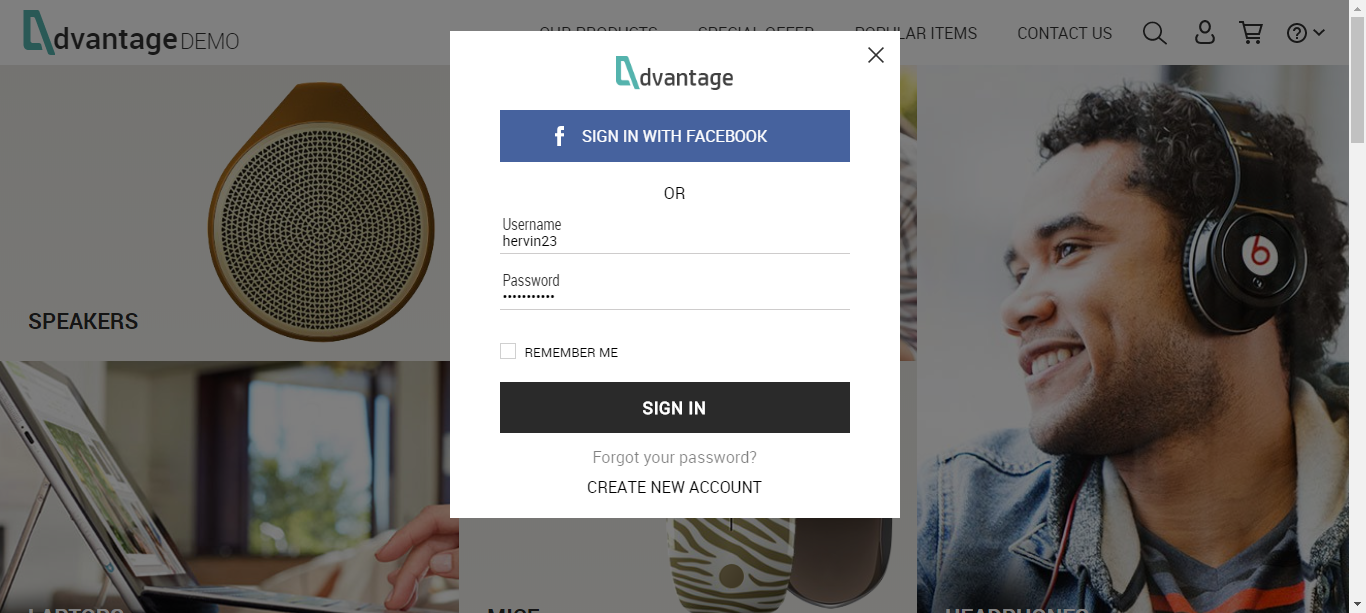 dvantage DEMO
OUR PRODUCTS SPECIAL OFFER POPULAR ITEMS CONTACT US
dvantage
SIGN IN WITH FACEBOOK
OR
Username
hervin23
Password
REMEMBER ME
SIGN IN
Forgot your password?
CREATE NEW ACCOUNT
SPEAKERS
LAPTOPS
MICE
HEADPHONES